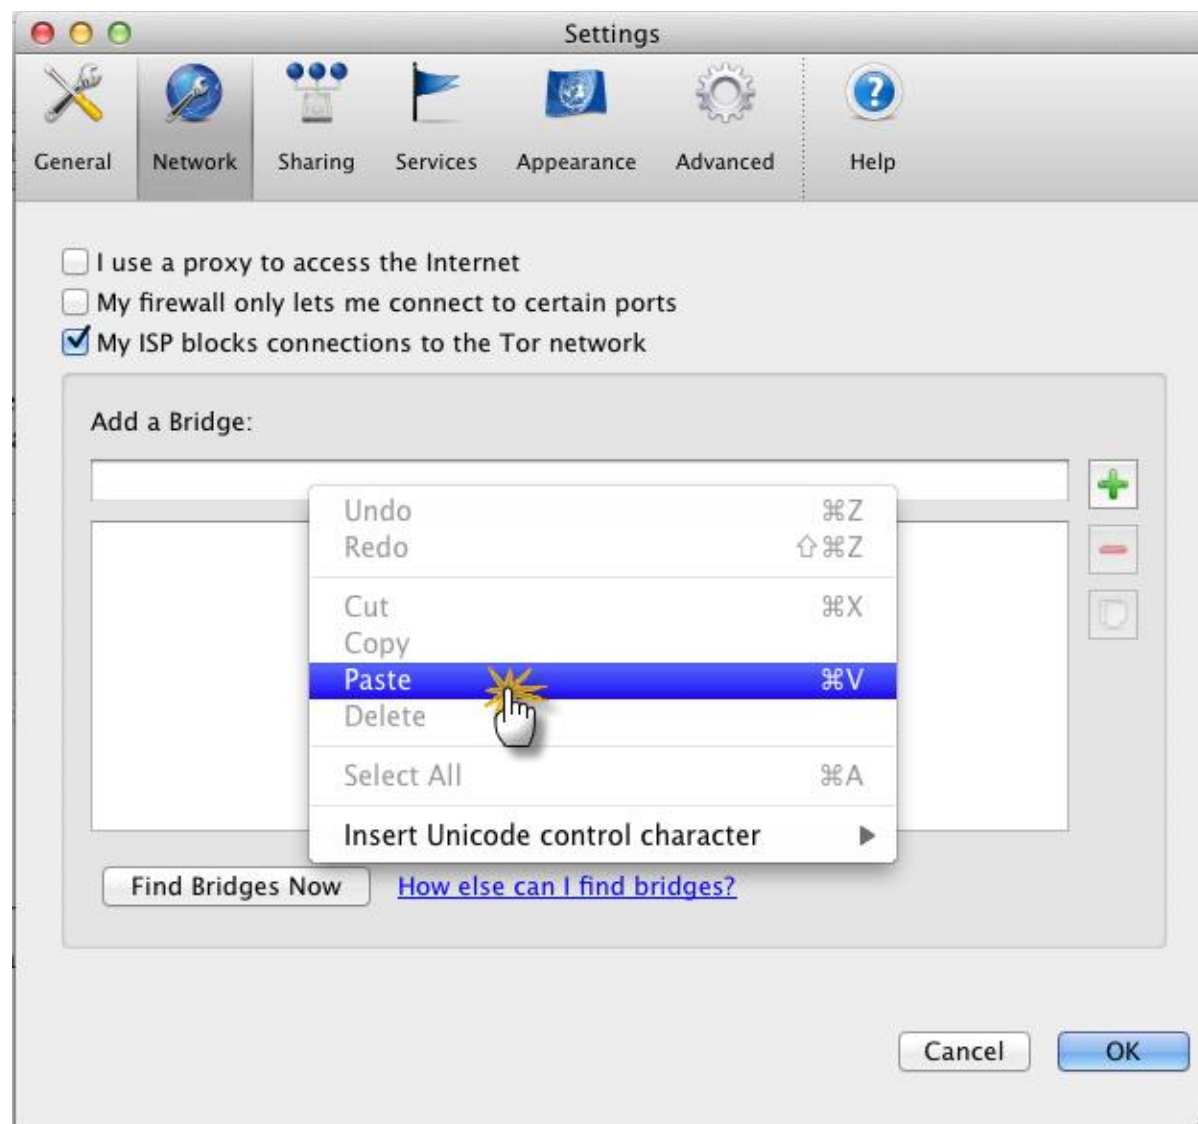 Settings
General Network Sharing Services Appearance Advanced Help
I use a proxy to access the Internet
My firewall only lets me connect to certain ports
My ISP blocks connections to the Tor network
Add a Bridge:
Undo ⌘Z
Redo ⇧⌘Z
Cut ⌘X
Copy
Paste ⌘V
Delete
Select All ⌘A
Insert Unicode control character
Find Bridges Now How else can I find bridges?
Cancel OK